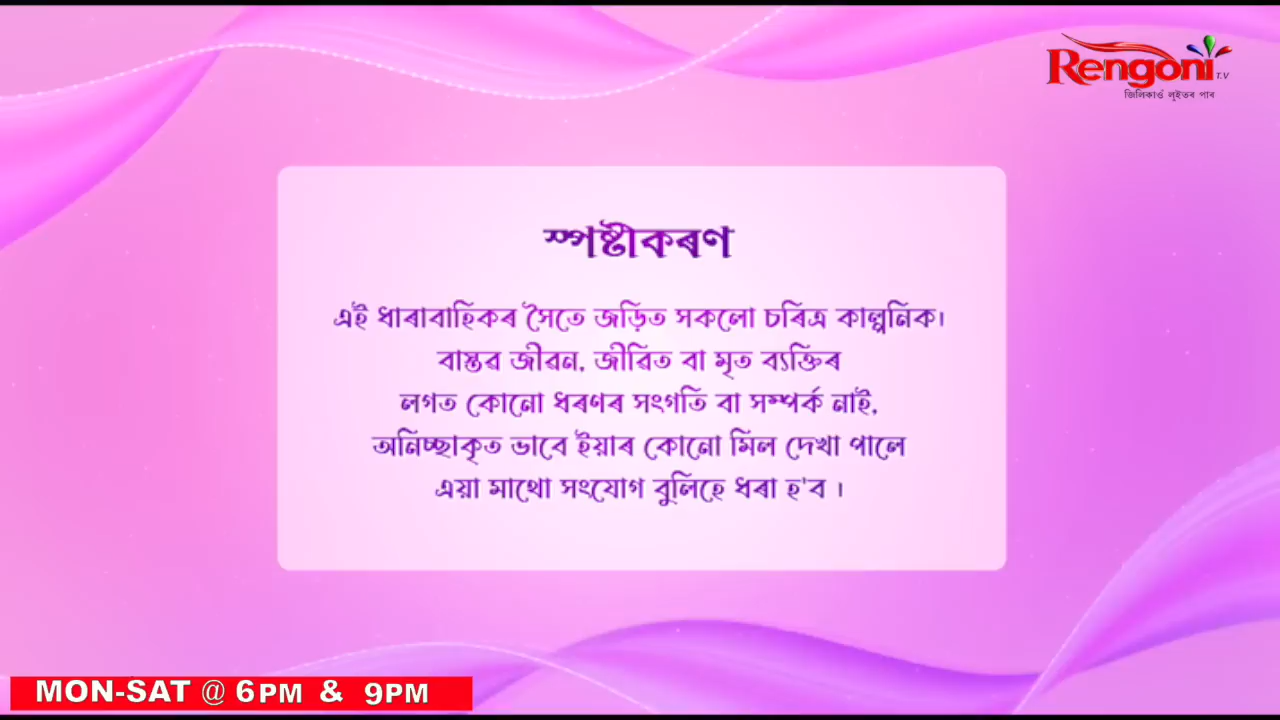 Rengoni T.V
জিলিকাওঁ লুইতৰ পাৰ
স্পষ্টীকৰণ
এই ধাৰাবাহিকৰ সৈতে জড়িত সকলো চৰিত্ৰ কাল্পনিক।
বাস্তৱ জীৱন, জীৱিত বা মৃত ব্যক্তিৰ
লগত কোনো ধৰণৰ সংগতি বা সম্পৰ্ক নাই,
অনিচ্ছাকৃত ভাবে ইয়াৰ কোনো মিল দেখা পালে
এয়া মাথো সংযোগ বুলিহে ধৰা হ'ব ।
MON-SAT @ 6PM & 9PM